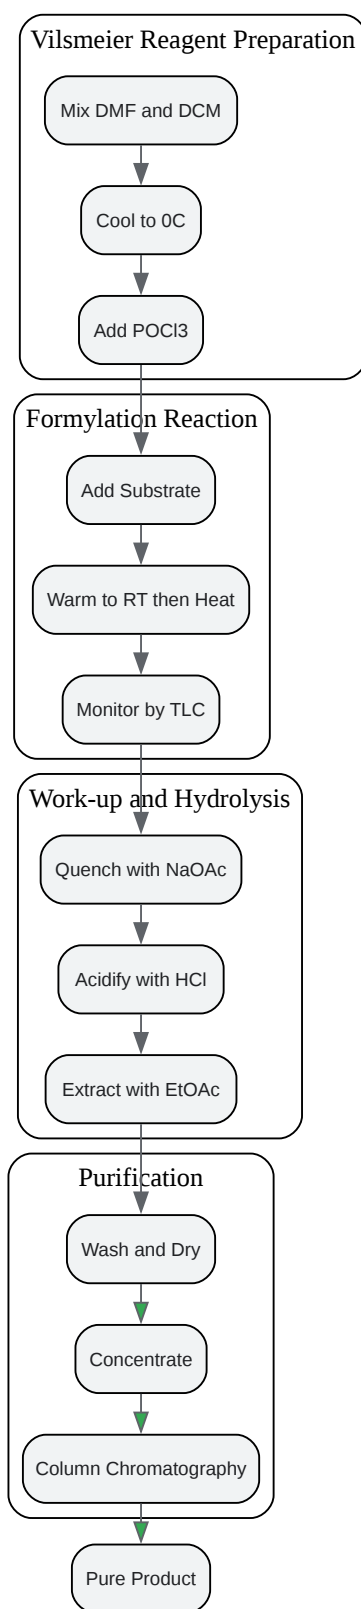 Vilsmeier Reagent Preparation
Mix DMF and DCM
Cool to 0C
Add POCl3
Formylation Reaction
Add Substrate
Warm to RT then Heat
Monitor by TLC
Work-up and Hydrolysis
Quench with NaOAc
Acidify with HCl
Extract with EtOAc
Purification
Wash and Dry
Concentrate
Column Chromatography
Pure Product